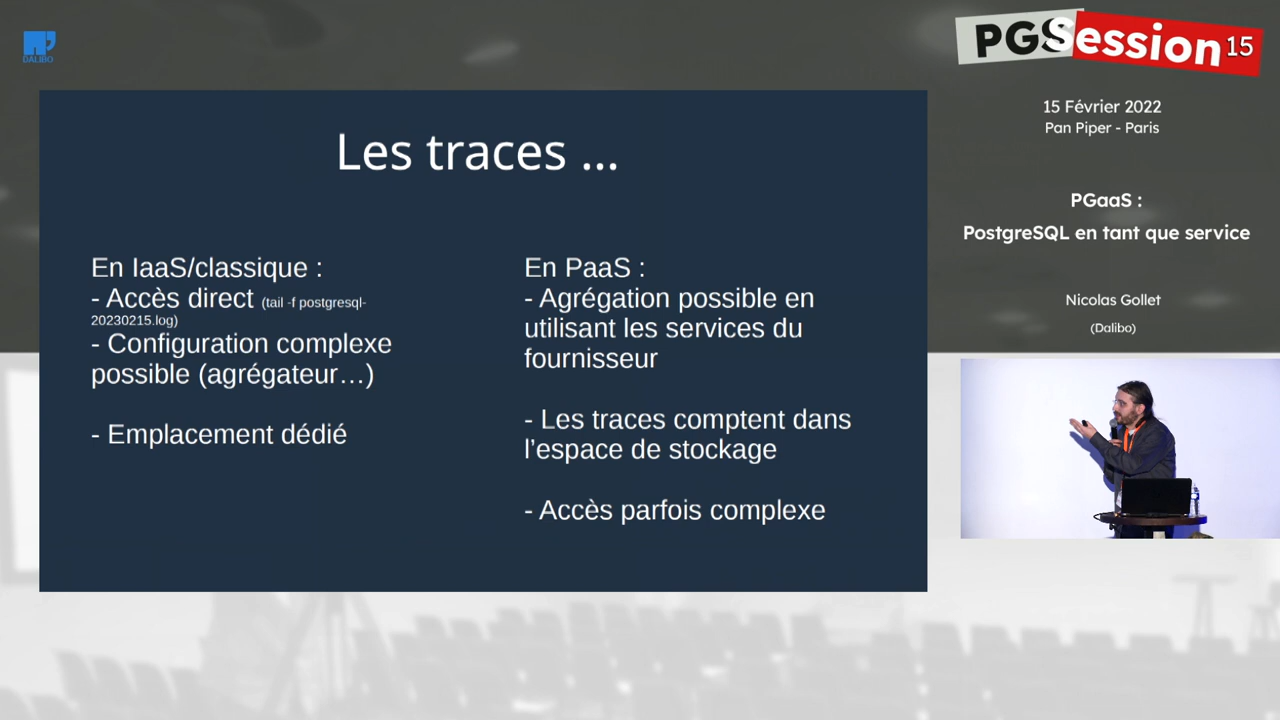 DALIBO
PGSession 15
15 Février 2022
Pan Piper - Paris
PGaaS :
PostgreSQL en tant que service
Nicolas Gollet
(Dalibo)
Les traces ...
En IaaS/classique :
- Accès direct (tail -f postgresql-
20230215.log)
- Configuration complexe
possible (agrégateur…)
- Emplacement dédié
En PaaS :
- Agrégation possible en
utilisant les services du
fournisseur
- Les traces comptent dans
l’espace de stockage
- Accès parfois complexe